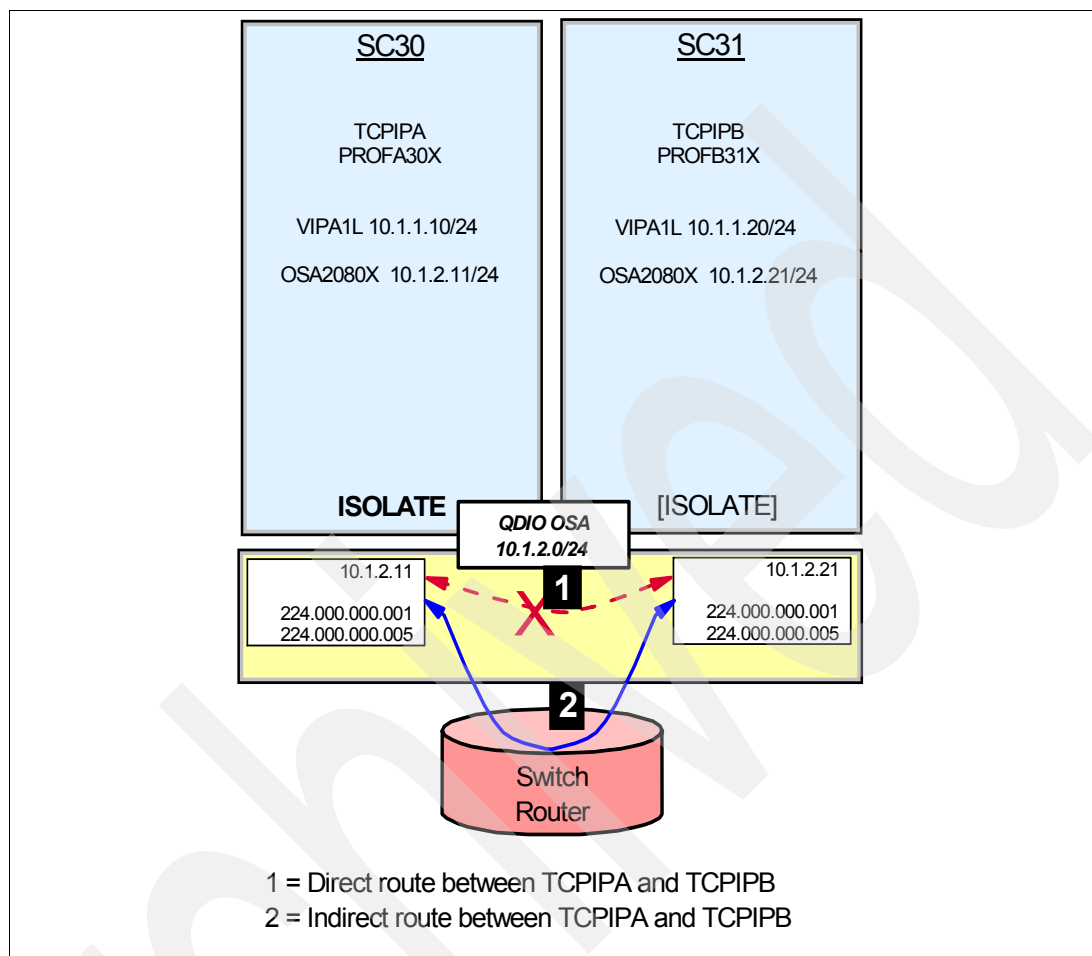 SC30
TCPIPA
PROFA30X
VIPA1L 10.1.1.10/24
OSA2080X 10.1.2.11/24
ISOLATE
SC31
TCPIPB
PROFB31X
VIPA1L 10.1.1.20/24
OSA2080X 10.1.2.21/24
[ISOLATE]
QDIO OSA
10.1.2.0/24
10.1.2.11
224.000.000.001
224.000.000.005
1
X
10.1.2.21
224.000.000.001
224.000.000.005
2
Switch
Router
1 = Direct route between TCPIPA and TCPIPB
2 = Indirect route between TCPIPA and TCPIPB